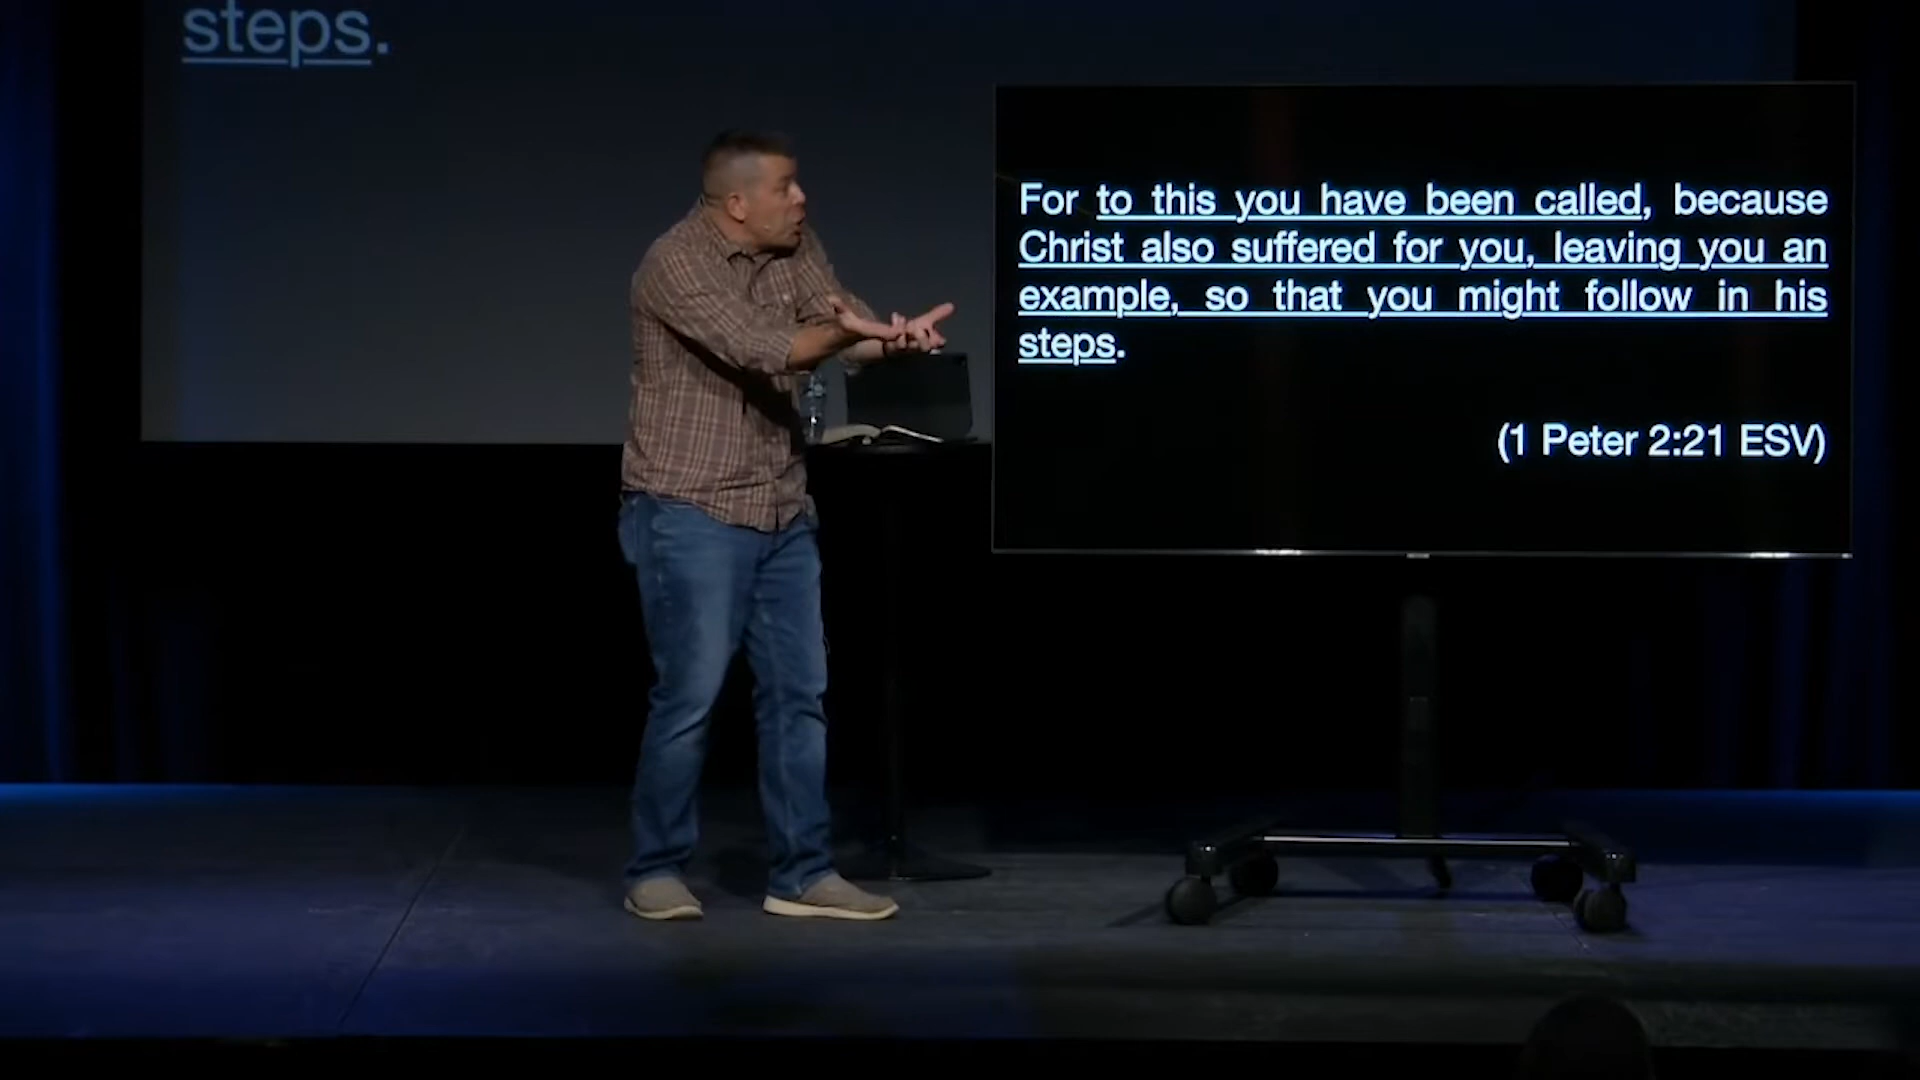 steps.
For to this you have been called, because
Christ also suffered for you, leaving you an
example, so that you might follow in his
steps.
(1 Peter 2:21 ESV)